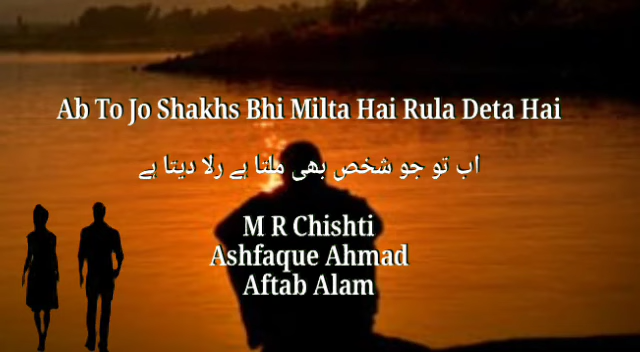 Ab To Jo Shakhs Bhi Milta Hai Rula Deta Hai
اب تو جو شخص بھی ملتا ہے رلا دیتا ہے
M R Chishti
Ashfaque Ahmad
Aftab Alam